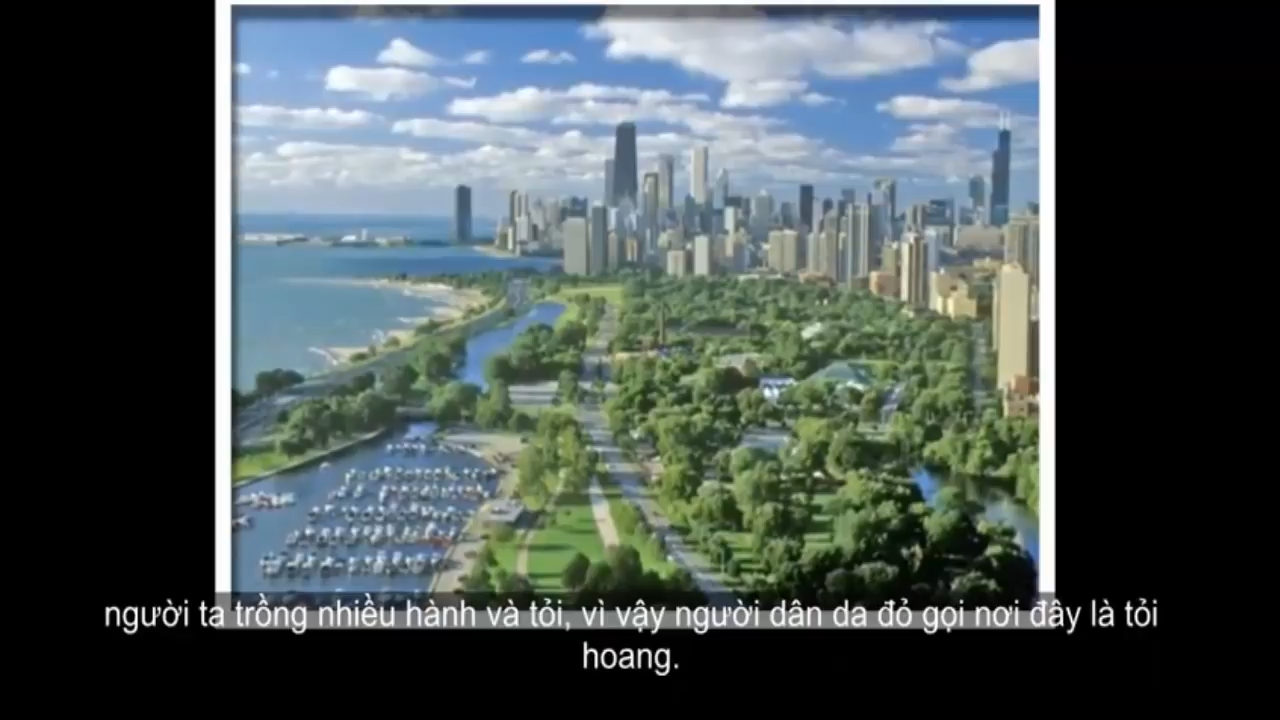 người ta trồng nhiều hành và tỏi, vì vậy người dân da đỏ gọi nơi đây là tỏi
hoang.